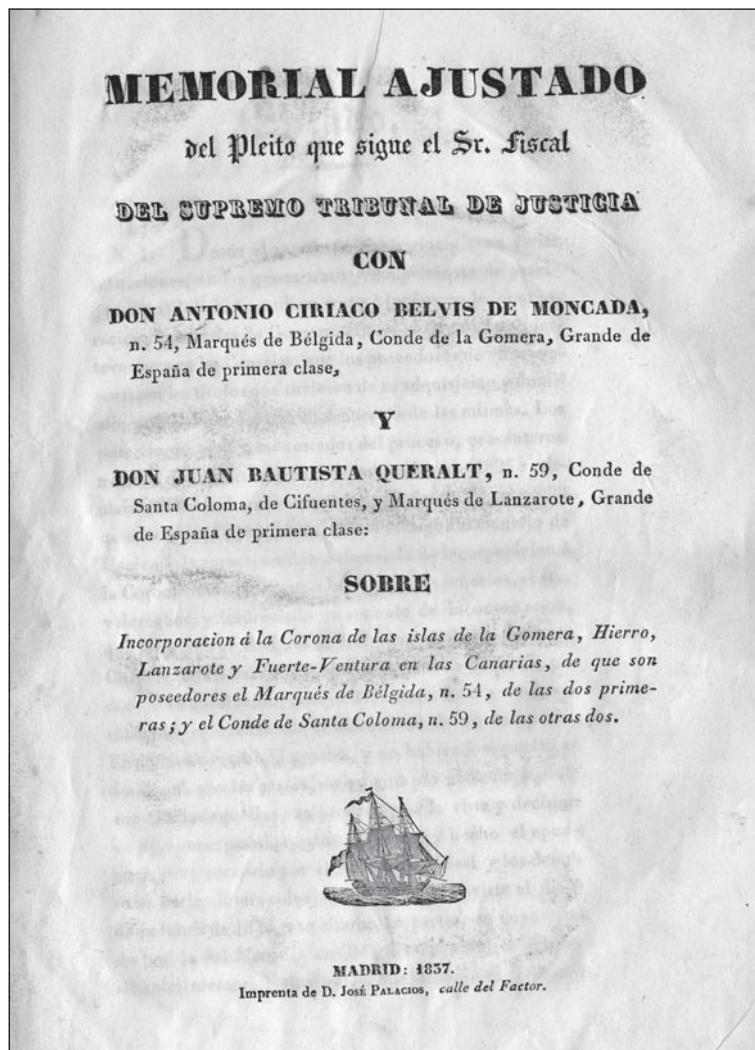 MEMORIAL AJUSTADO
del Pleito que sigue el Sr. Fiscal
DEL SUPREMO TRIBUNAL DE JUSTICIA
CON
DON ANTONIO CIRIACO BELVIS DE MONCADA,
n. 54, Marqués de Bélgida, Conde de la Gomera, Grande de
España de primera clase,
Y
DON JUAN BAUTISTA QUERALT, n. 59, Conde de
Santa Coloma, de Cifuentes, y Marqués de Lanzarote, Grande
de España de primera clase:
SOBRE
Incorporacion á la Corona de las islas de la Gomera, Hierro,
Lanzarote y Fuerte-Ventura en las Canarias, de que son
poseedores el Marqués de Bélgida, n. 54, de las dos prime-
ras; y el Conde de Santa Coloma, n. 59, de las otras dos.
MADRID: 1837.
Imprenta de D. José Palacios, calle del Factor.